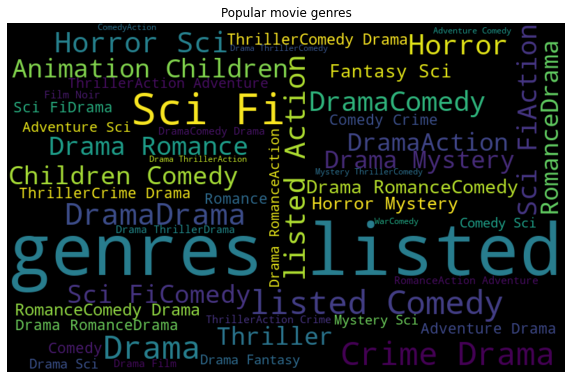 Popular movie genres
ComedyAction
Horror Sci
ThrillerComedy Drama
Drama ThrillerComedy
Adventure Comedy
Horror
Animation Children
ThrillerAction Adventure
Fantasy Sci
Film Noir
Sci FiDrama
Sci Fi
DramaComedy
Adventure Sci
DramaComedy Drama
Comedy Crime
Drama Romance
DramaAction
listed Action
Sci FiAction
RomanceDrama
Drama ThrillerAction
Drama Mystery
Children Comedy
Mystery ThrillerComedy
ThrillerCrime Drama
Romance
Drama RomanceAction
Drama RomanceComedy
Horror Mystery
DramaDrama
WarComedy
Comedy Sci
Drama ThrillerDrama
genres
listed
RomanceAction Adventure
Sci FiComedy
listed Comedy
RomanceComedy Drama
ThrillerAction Crime
Mystery Sci
Drama RomanceDrama
Thriller
Adventure Drama
Comedy
Drama
Crime Drama
Drama Sci
Drama Film
Drama Fantasy